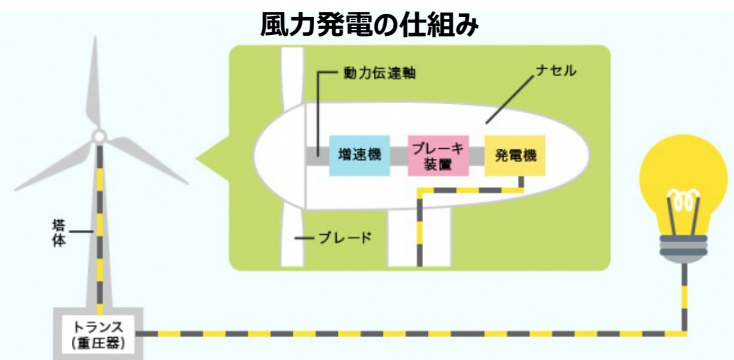 風力発電の仕組み
動力伝達軸
ナセル
増速機
ブレーキ
装置
発電機
ブレード
塔
体
トランス
(重圧器)